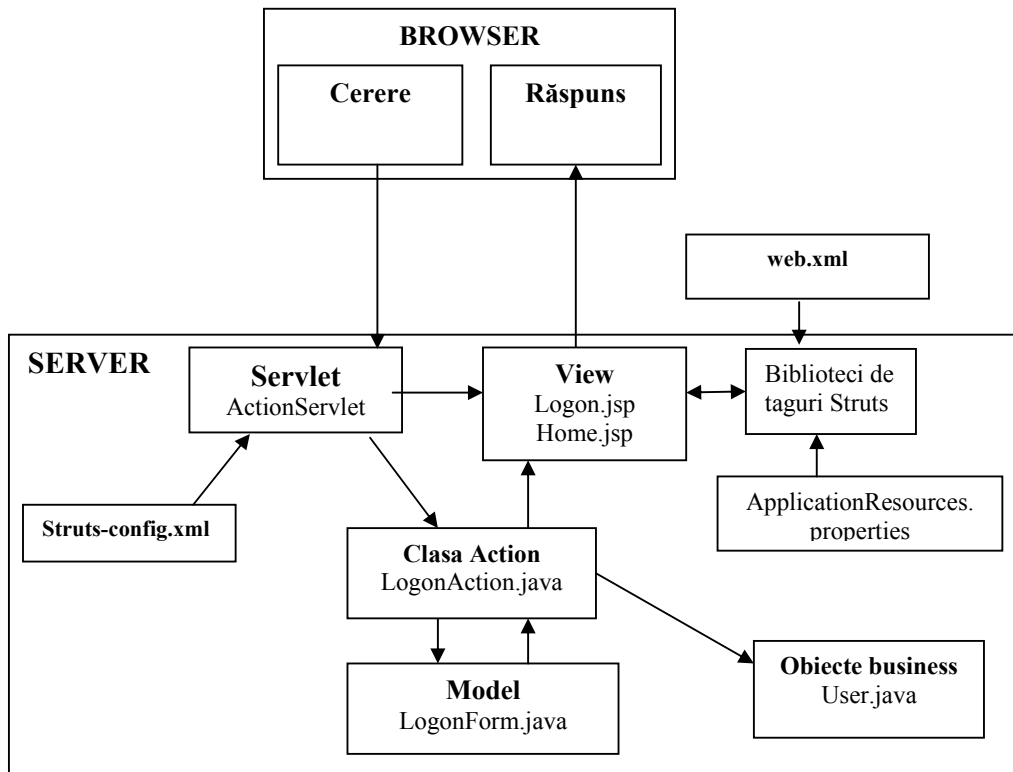 BROWSER
Cerere
Răspuns
web.xml
SERVER
Servlet
ActionServlet
View
Logon.jsp
Home.jsp
Biblioteci de
taguri Struts
Struts-config.xml
ApplicationResources.
properties
Clasa Action
LogonAction.java
Model
LogonForm.java
Obiecte business
User.java